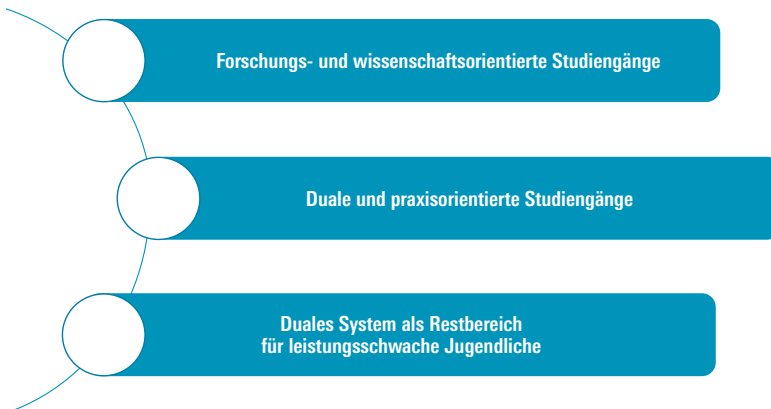 Forschungs- und wissenschaftsorientierte Studiengänge
Duale und praxisorientierte Studiengänge
Duales System als Restbereich
für leistungsschwache Jugendliche